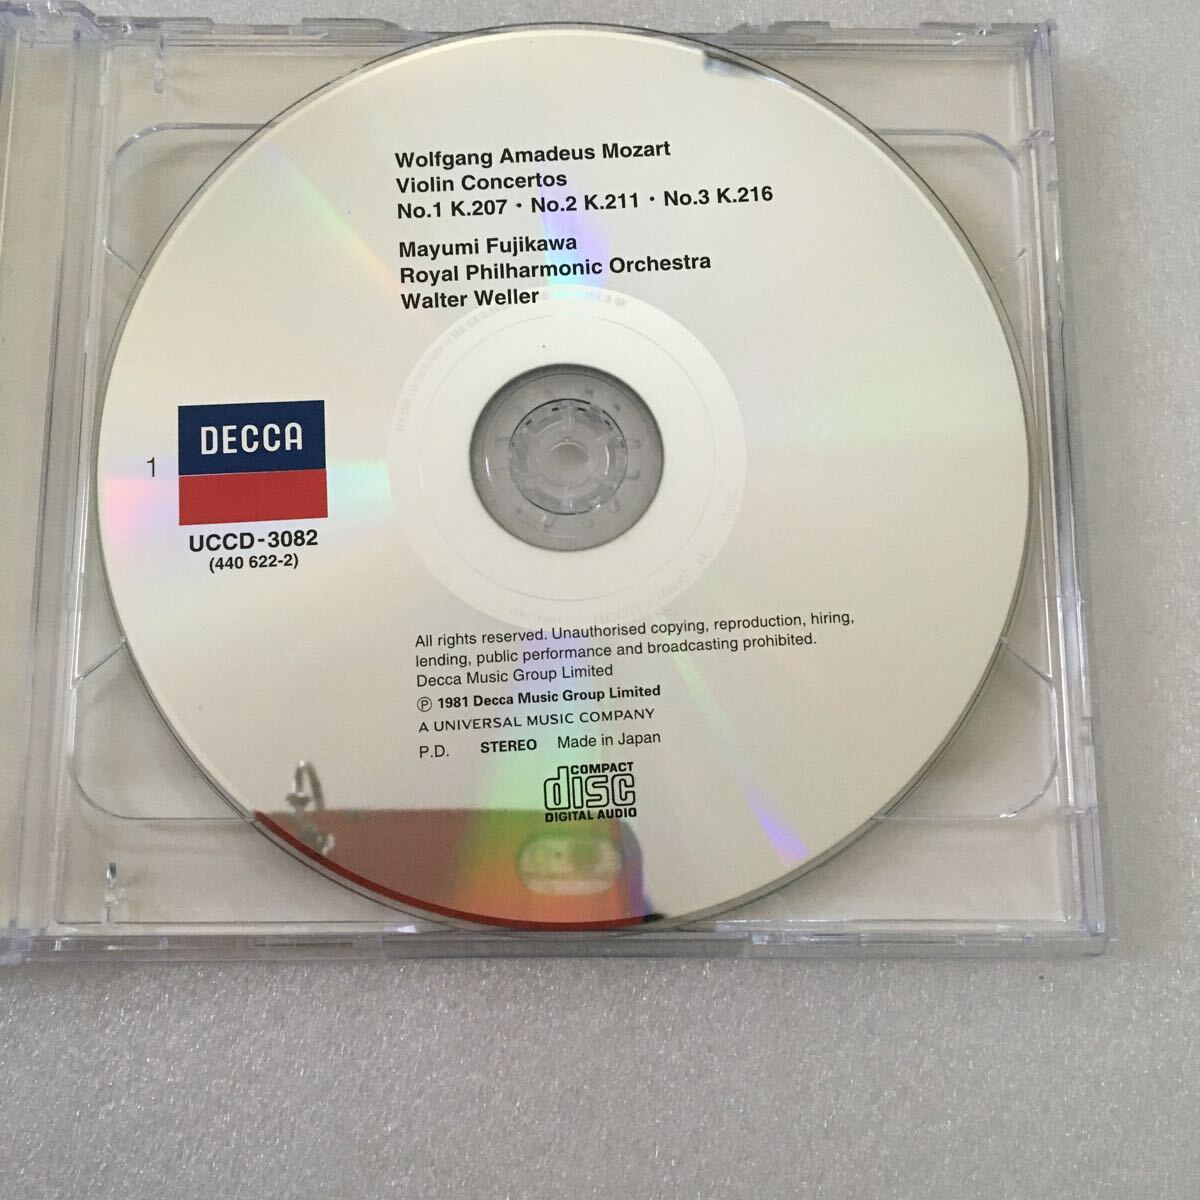 Wolfgang Amadeus Mozart
Violin Concertos
No.1 K.207・No.2 K.211・No.3 K.216
Mayumi Fujikawa
Royal Philharmonic Orchestra
Walter Weller
1
DECCA
UCCD-3082
(440 622-2)
All rights reserved. Unauthorised copying, reproduction, hiring,
lending, public performance and broadcasting prohibited.
Decca Music Group Limited
℗ 1981 Decca Music Group Limited
A UNIVERSAL MUSIC COMPANY
P.D. STEREO Made in Japan
COMPACT
disc
DIGITAL AUDIO